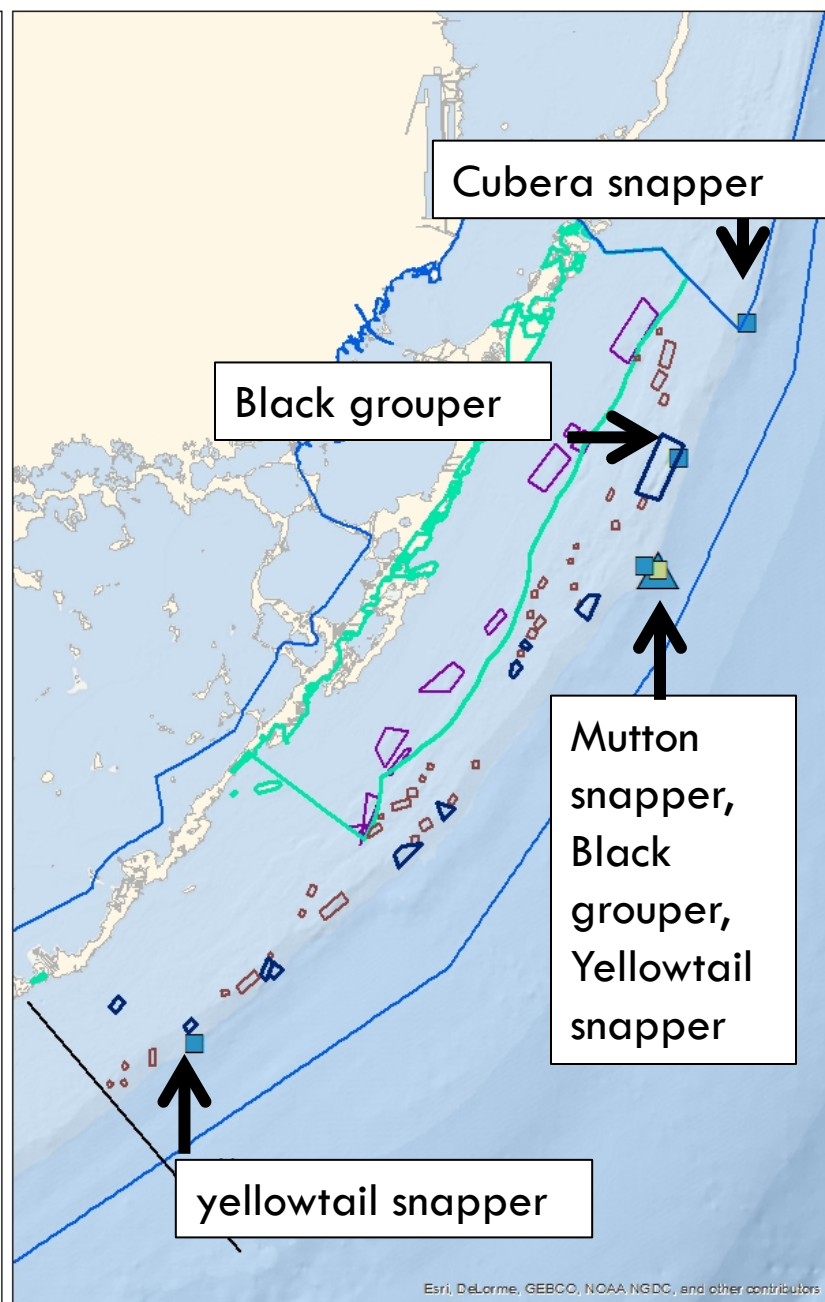 Cubera snapper
Black grouper
Mutton
snapper,
Black
grouper,
Yellowtail
snapper
yellowtail snapper
Esri, DeLorme, GEBCO, NOAA NGDC, and other contributors